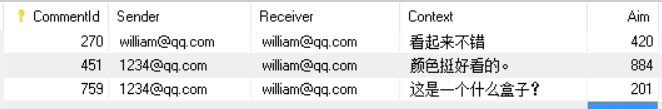 CommentId Sender Receiver Context Aim
270 william@qq.com william@qq.com 看起来不错 420
451 1234@qq.com william@qq.com 颜色挺好看的。 884
759 1234@qq.com william@qq.com 这是一个什么盒子? 201